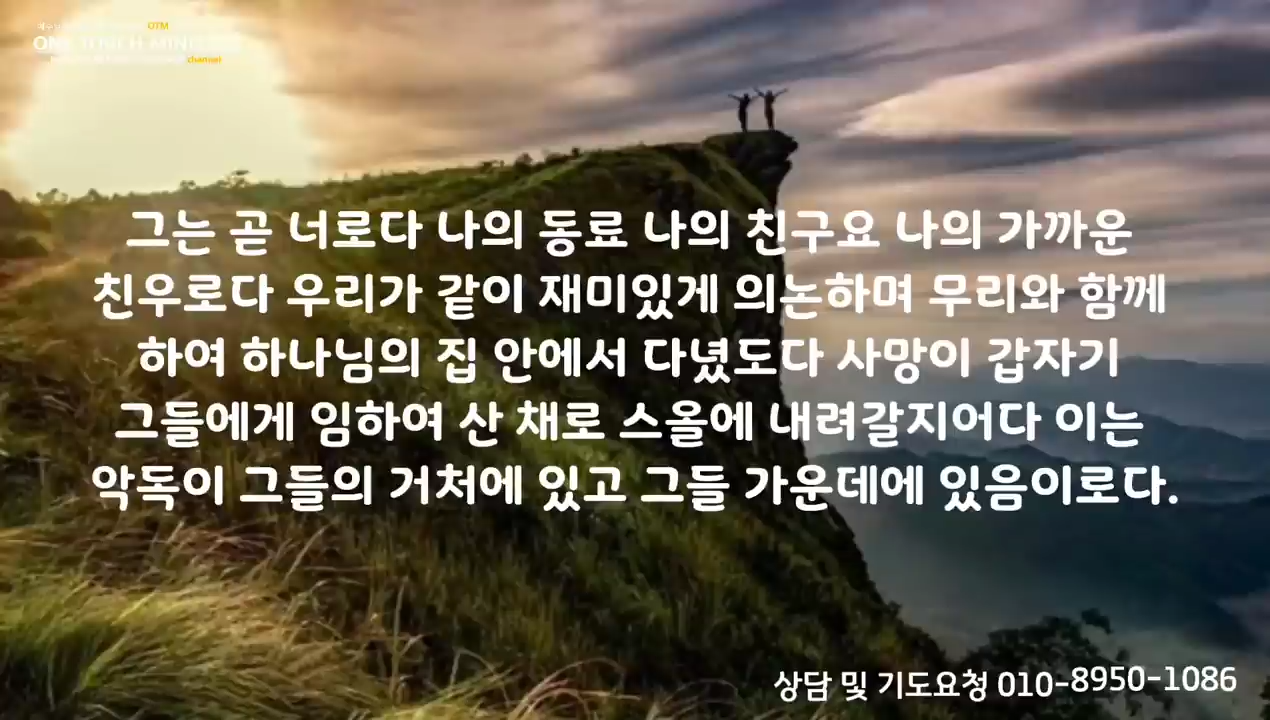 OTM
channel
그는 곧 너로다 나의 동료 나의 친구요 나의 가까운
친우로다 우리가 같이 재미있게 의논하며 무리와 함께
하여 하나님의 집 안에서 다녔도다 사망이 갑자기
그들에게 임하여 산 채로 스올에 내려갈지어다 이는
악독이 그들의 거처에 있고 그들 가운데에 있음이로다.
상담 및 기도요청 010-8950-1086